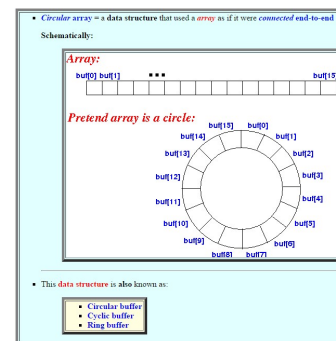 Circular array = a data structure that used a array as if it were connected end-to-end
Schematically:
Array:
buf[0] buf[1] ... buf[15
Pretend array is a circle:
buf[15] buf[0]
buf[14] buf[1]
buf[13] buf[2]
buf[12] buf[3]
buf[11] buf[4]
buf[10] buf[5]
buf[9] buf[6]
buf[8] buf[7]
This data structure is also known as:
Circular buffer
Cyclic buffer
Ring buffer